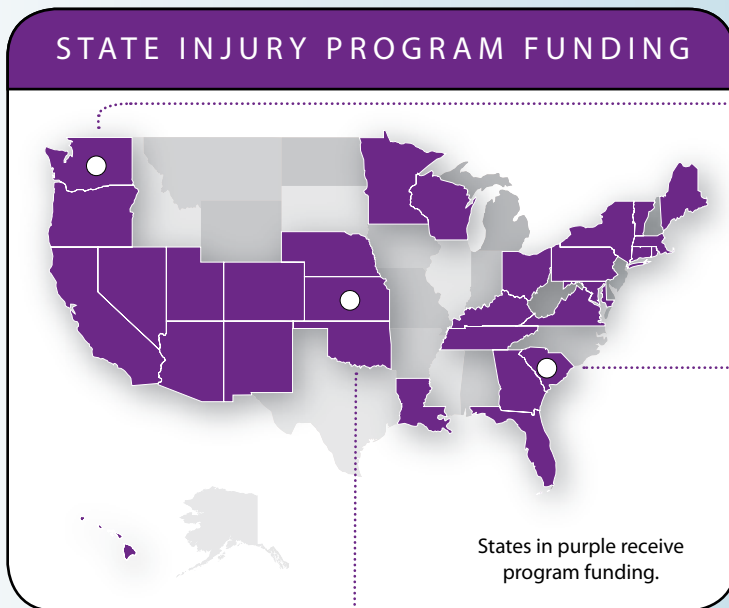 STATE INJURY PROGRAM FUNDING
States in purple receive
program funding.